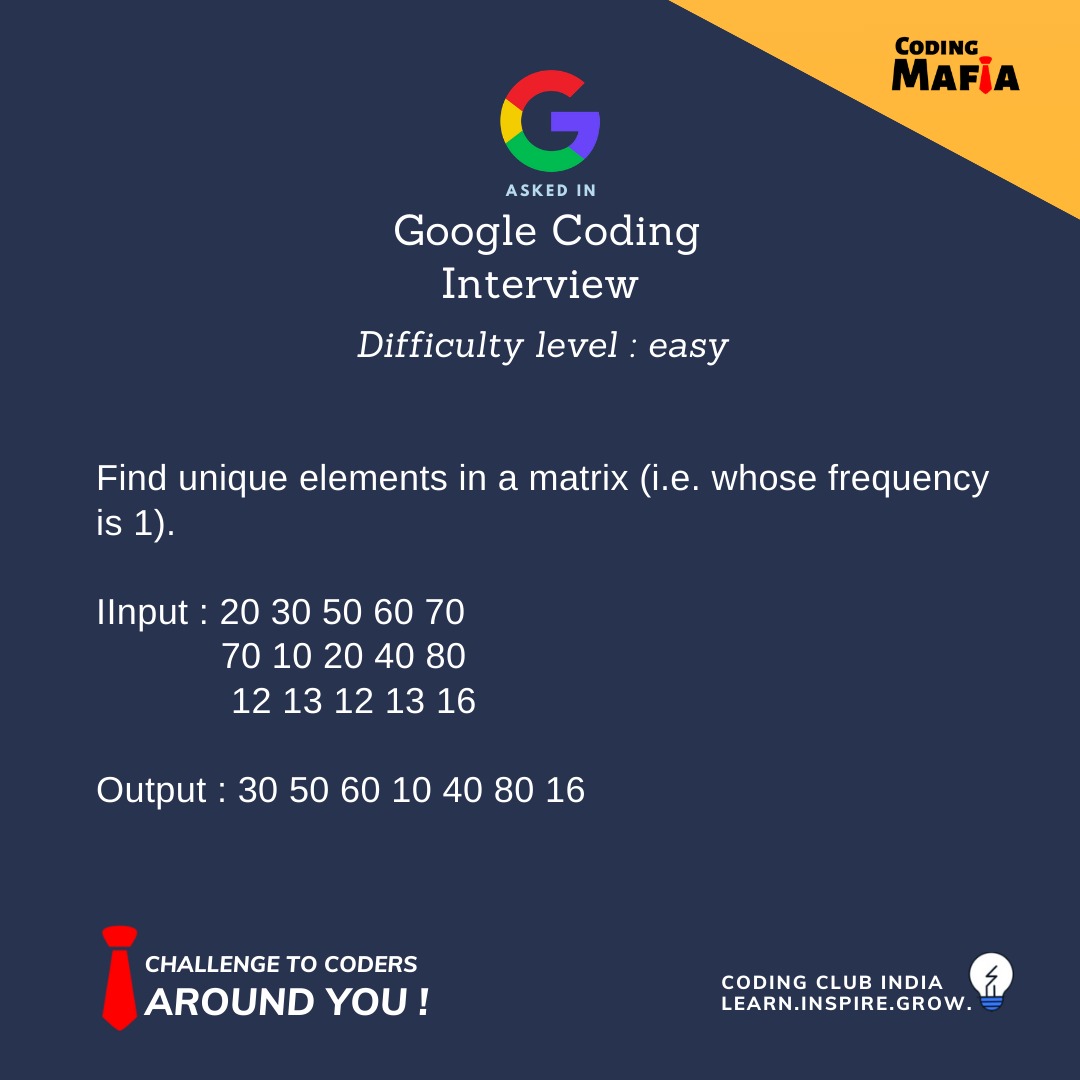 CODING
MAFIA
ASKED IN
Google Coding
Interview
Difficulty level : easy
Find unique elements in a matrix (i.e. whose frequency
is 1).
IInput : 20 30 50 60 70
70 10 20 40 80
12 13 12 13 16
Output : 30 50 60 10 40 80 16
CHALLENGE TO CODERS
AROUND YOU !
CODING CLUB INDIA
LEARN.INSPIRE.GROW.